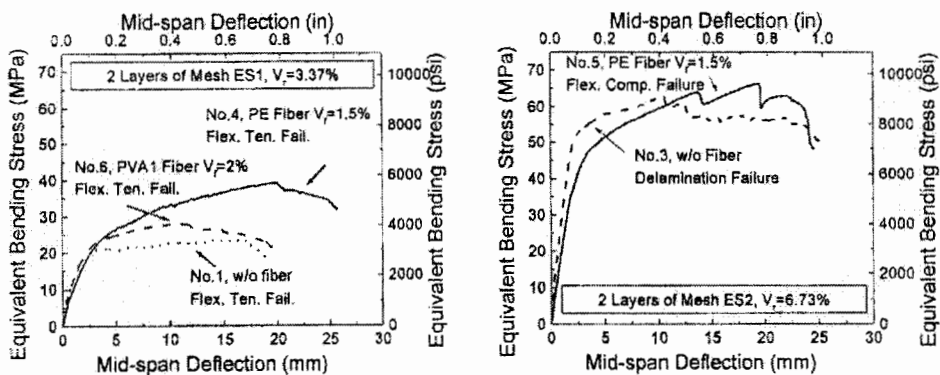 Mid-span Deflection (in)
0.0 0.2 0.4 0.6 0.8 1.0
Equivalent Bending Stress (MPa)
70
60
50
40
30
20
10
0
2 Layers of Mesh ES1, Vr=3.37%
No.4, PE Fiber Vf=1.5%
Flex. Ten. Fail.
No.6, PVA1 Fiber Vf=2%
Flex. Ten. Fail.
No.1, w/o fiber
Flex. Ten. Fail.
10000
8000
6000
4000
2000
0
Equivalent Bending Stress (psi)
0 5 10 15 20 25 30
Mid-span Deflection (mm)
Mid-span Deflection (in)
0.0 0.2 0.4 0.6 0.8 1.0
Equivalent Bending Stress (MPa)
70
60
50
40
30
20
10
0
No.5, PE Fiber Vf=1.5%
Flex. Comp. Failure
No.3, w/o Fiber
Delamination Failure
2 Layers of Mesh ES2, Vr=6.73%
10000
8000
6000
4000
2000
0
Equivalent Bending Stress (psi)
0 5 10 15 20 25 30
Mid-span Deflection (mm)